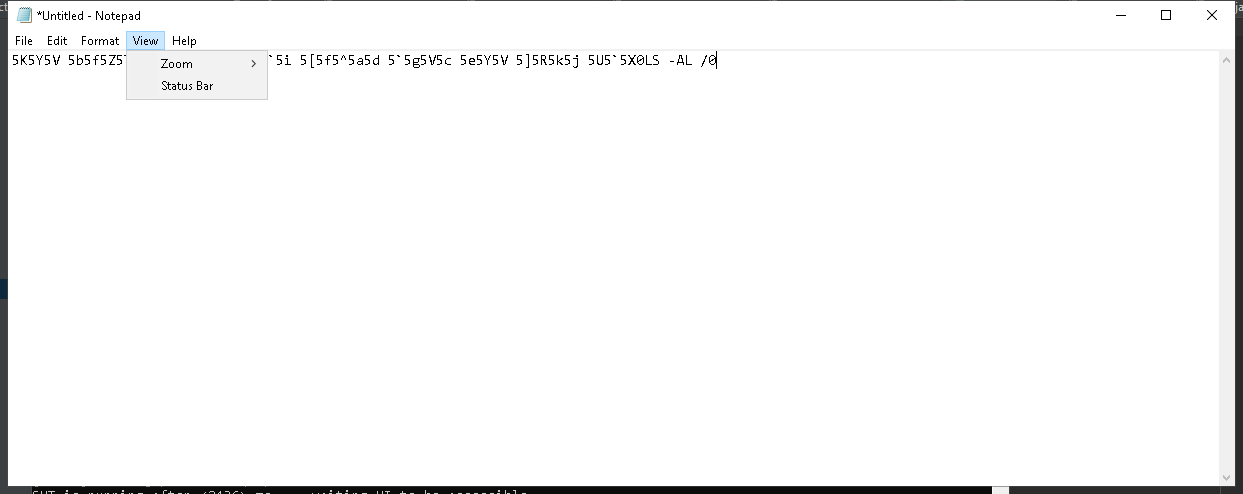 *Untitled - Notepad
File Edit Format View Help
5K5Y5V 5b5f5Z5 `5i 5[5f5^5a5d 5`5g5V5c 5e5Y5V 5]5R5k5j 5U5`5X0LS -AL /0
Zoom
Status Bar